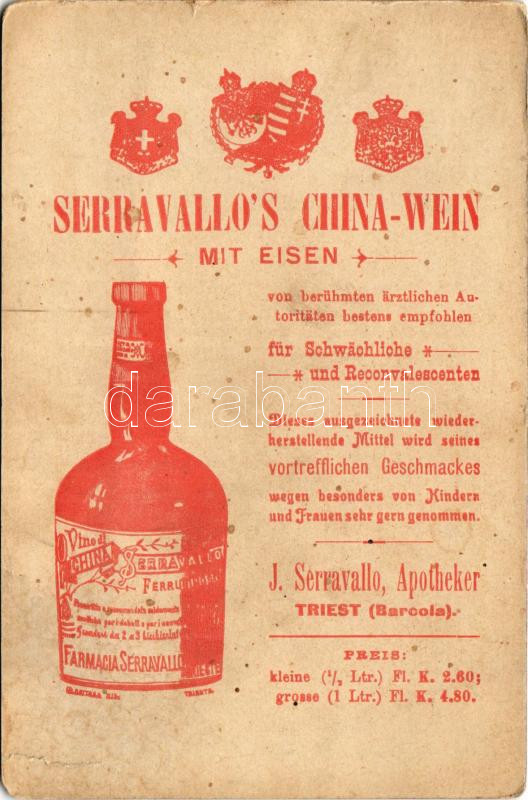 SERRAVALLO'S CHINA-WEIN
MIT EISEN
von berühmten ärztlichen Au-
toritäten bestens empfohlen
für Schwächliche
und Reconvalescenten
Dieses ausgezeichnete wieder-
herstellende Mittel wird seines
vortrefflichen Geschmackes
wegen besonders von Kindern
und Frauen sehr gern genommen.
J. Serravallo, Apotheker
TRIEST (Barcola).
PREIS:
kleine (½ Ltr.) Fl. K. 2.60;
grosse (1 Ltr.) Fl. K. 4.80.
Vino di
CHINA
SERRAVALLO
FERRUGINOSO
FARMACIA SERRAVALLO
TRIESTE
TRIESTE
darabanth